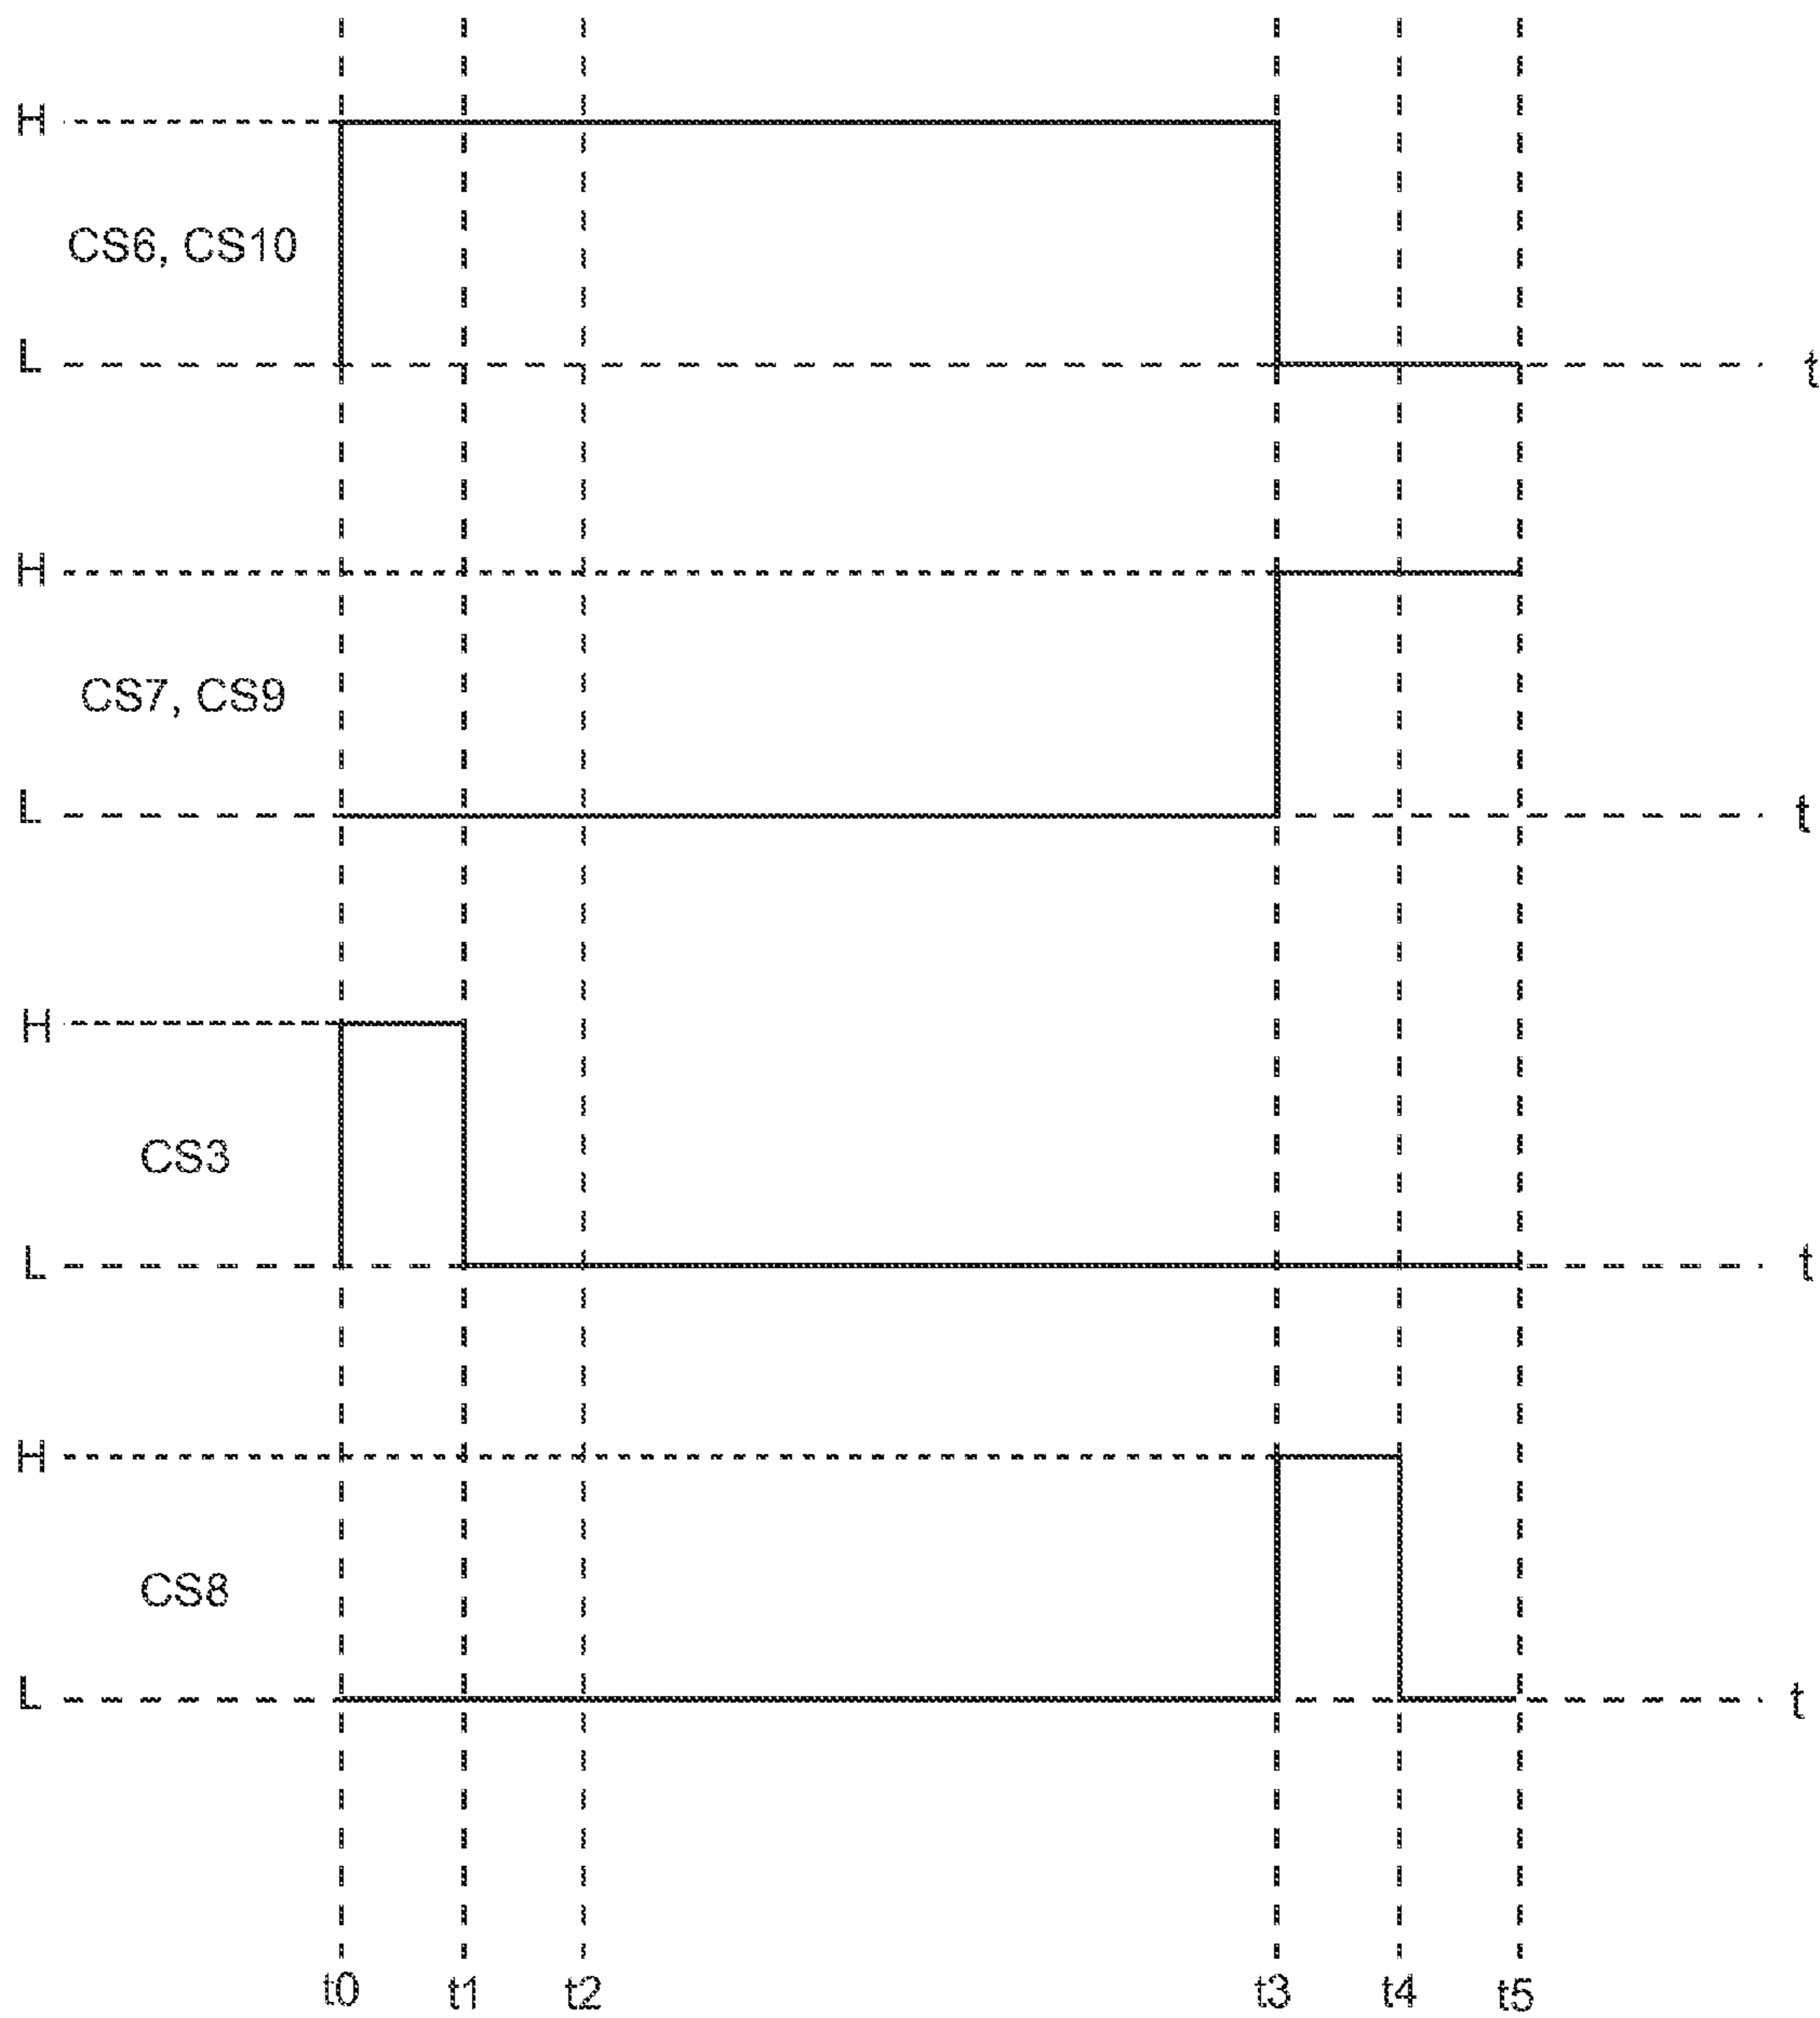 H
CS6, CS10
L t
H
CS7, CS9
L t
H
CS3
L t
H
CS8
L t
t0 t1 t2 t3 t4 t5